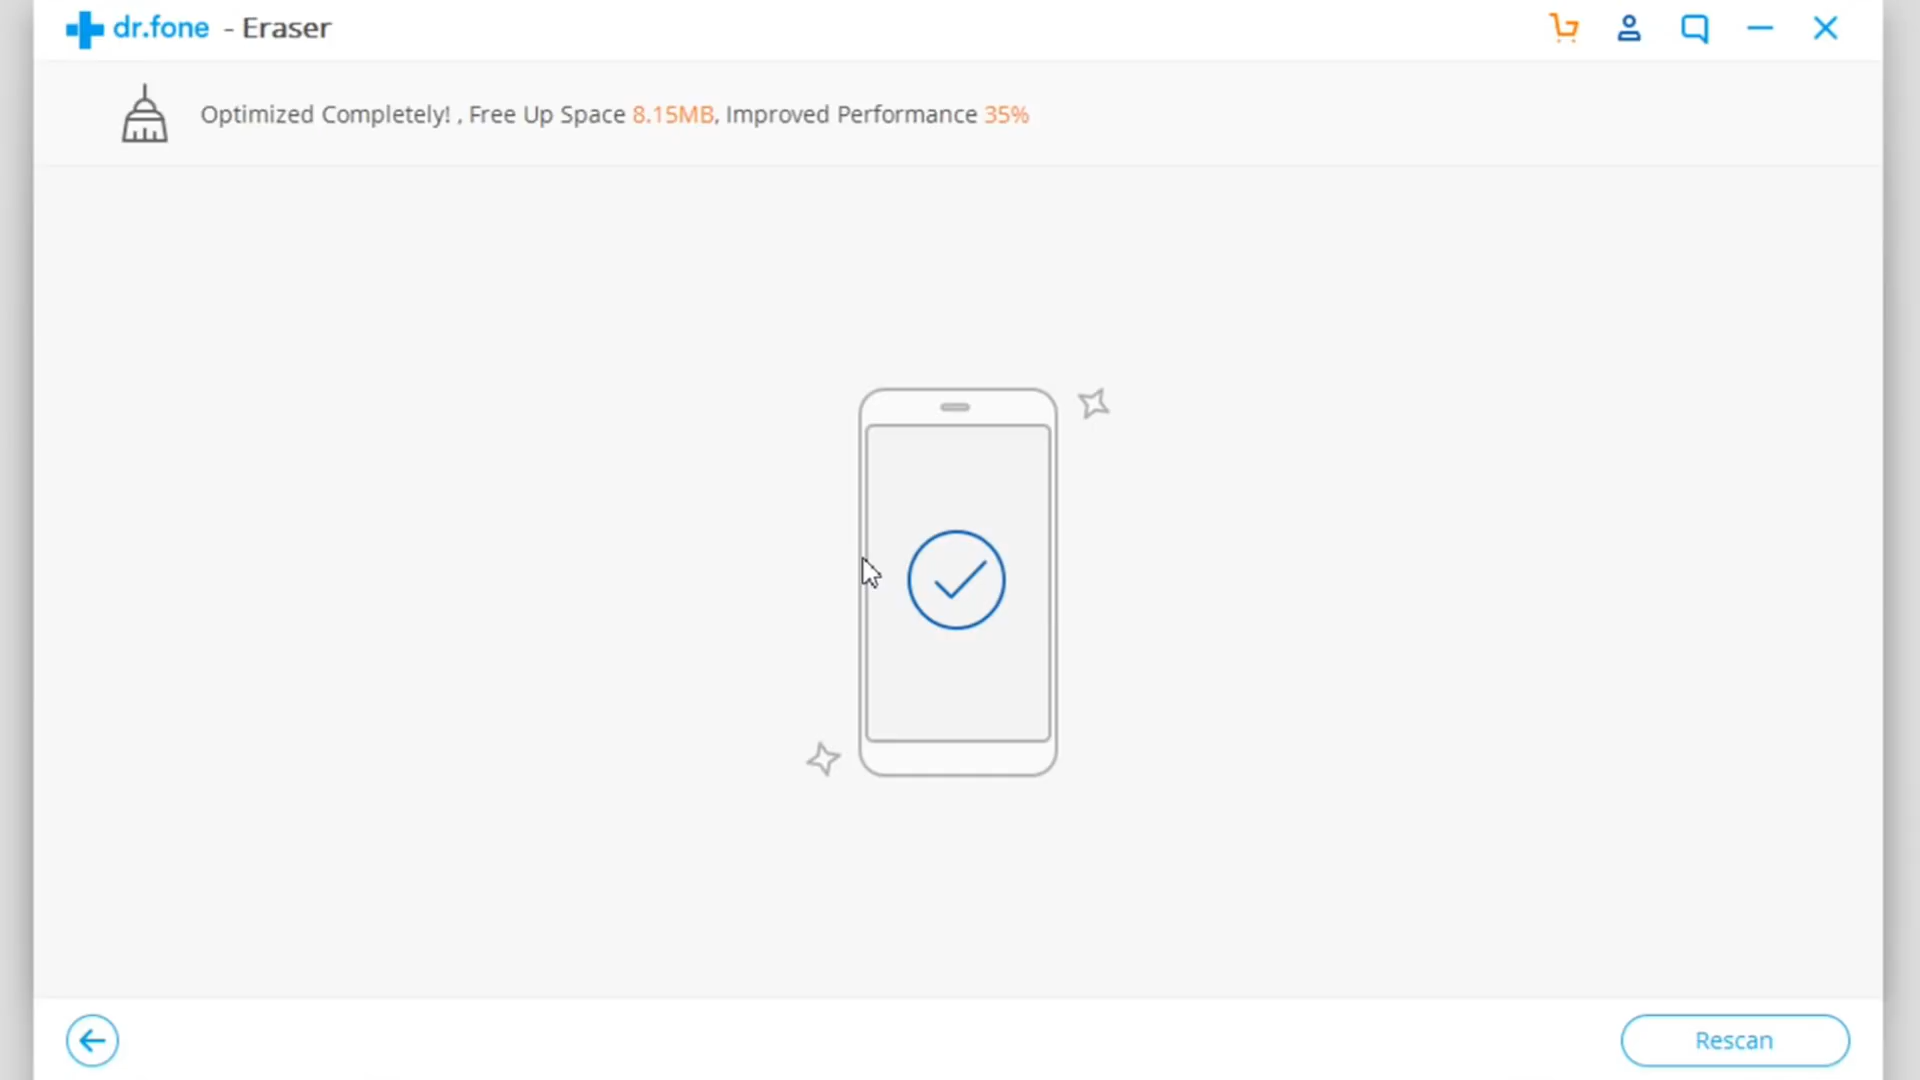 dr.fone - Eraser
Optimized Completely! , Free Up Space 8.15MB, Improved Performance 35%
Rescan